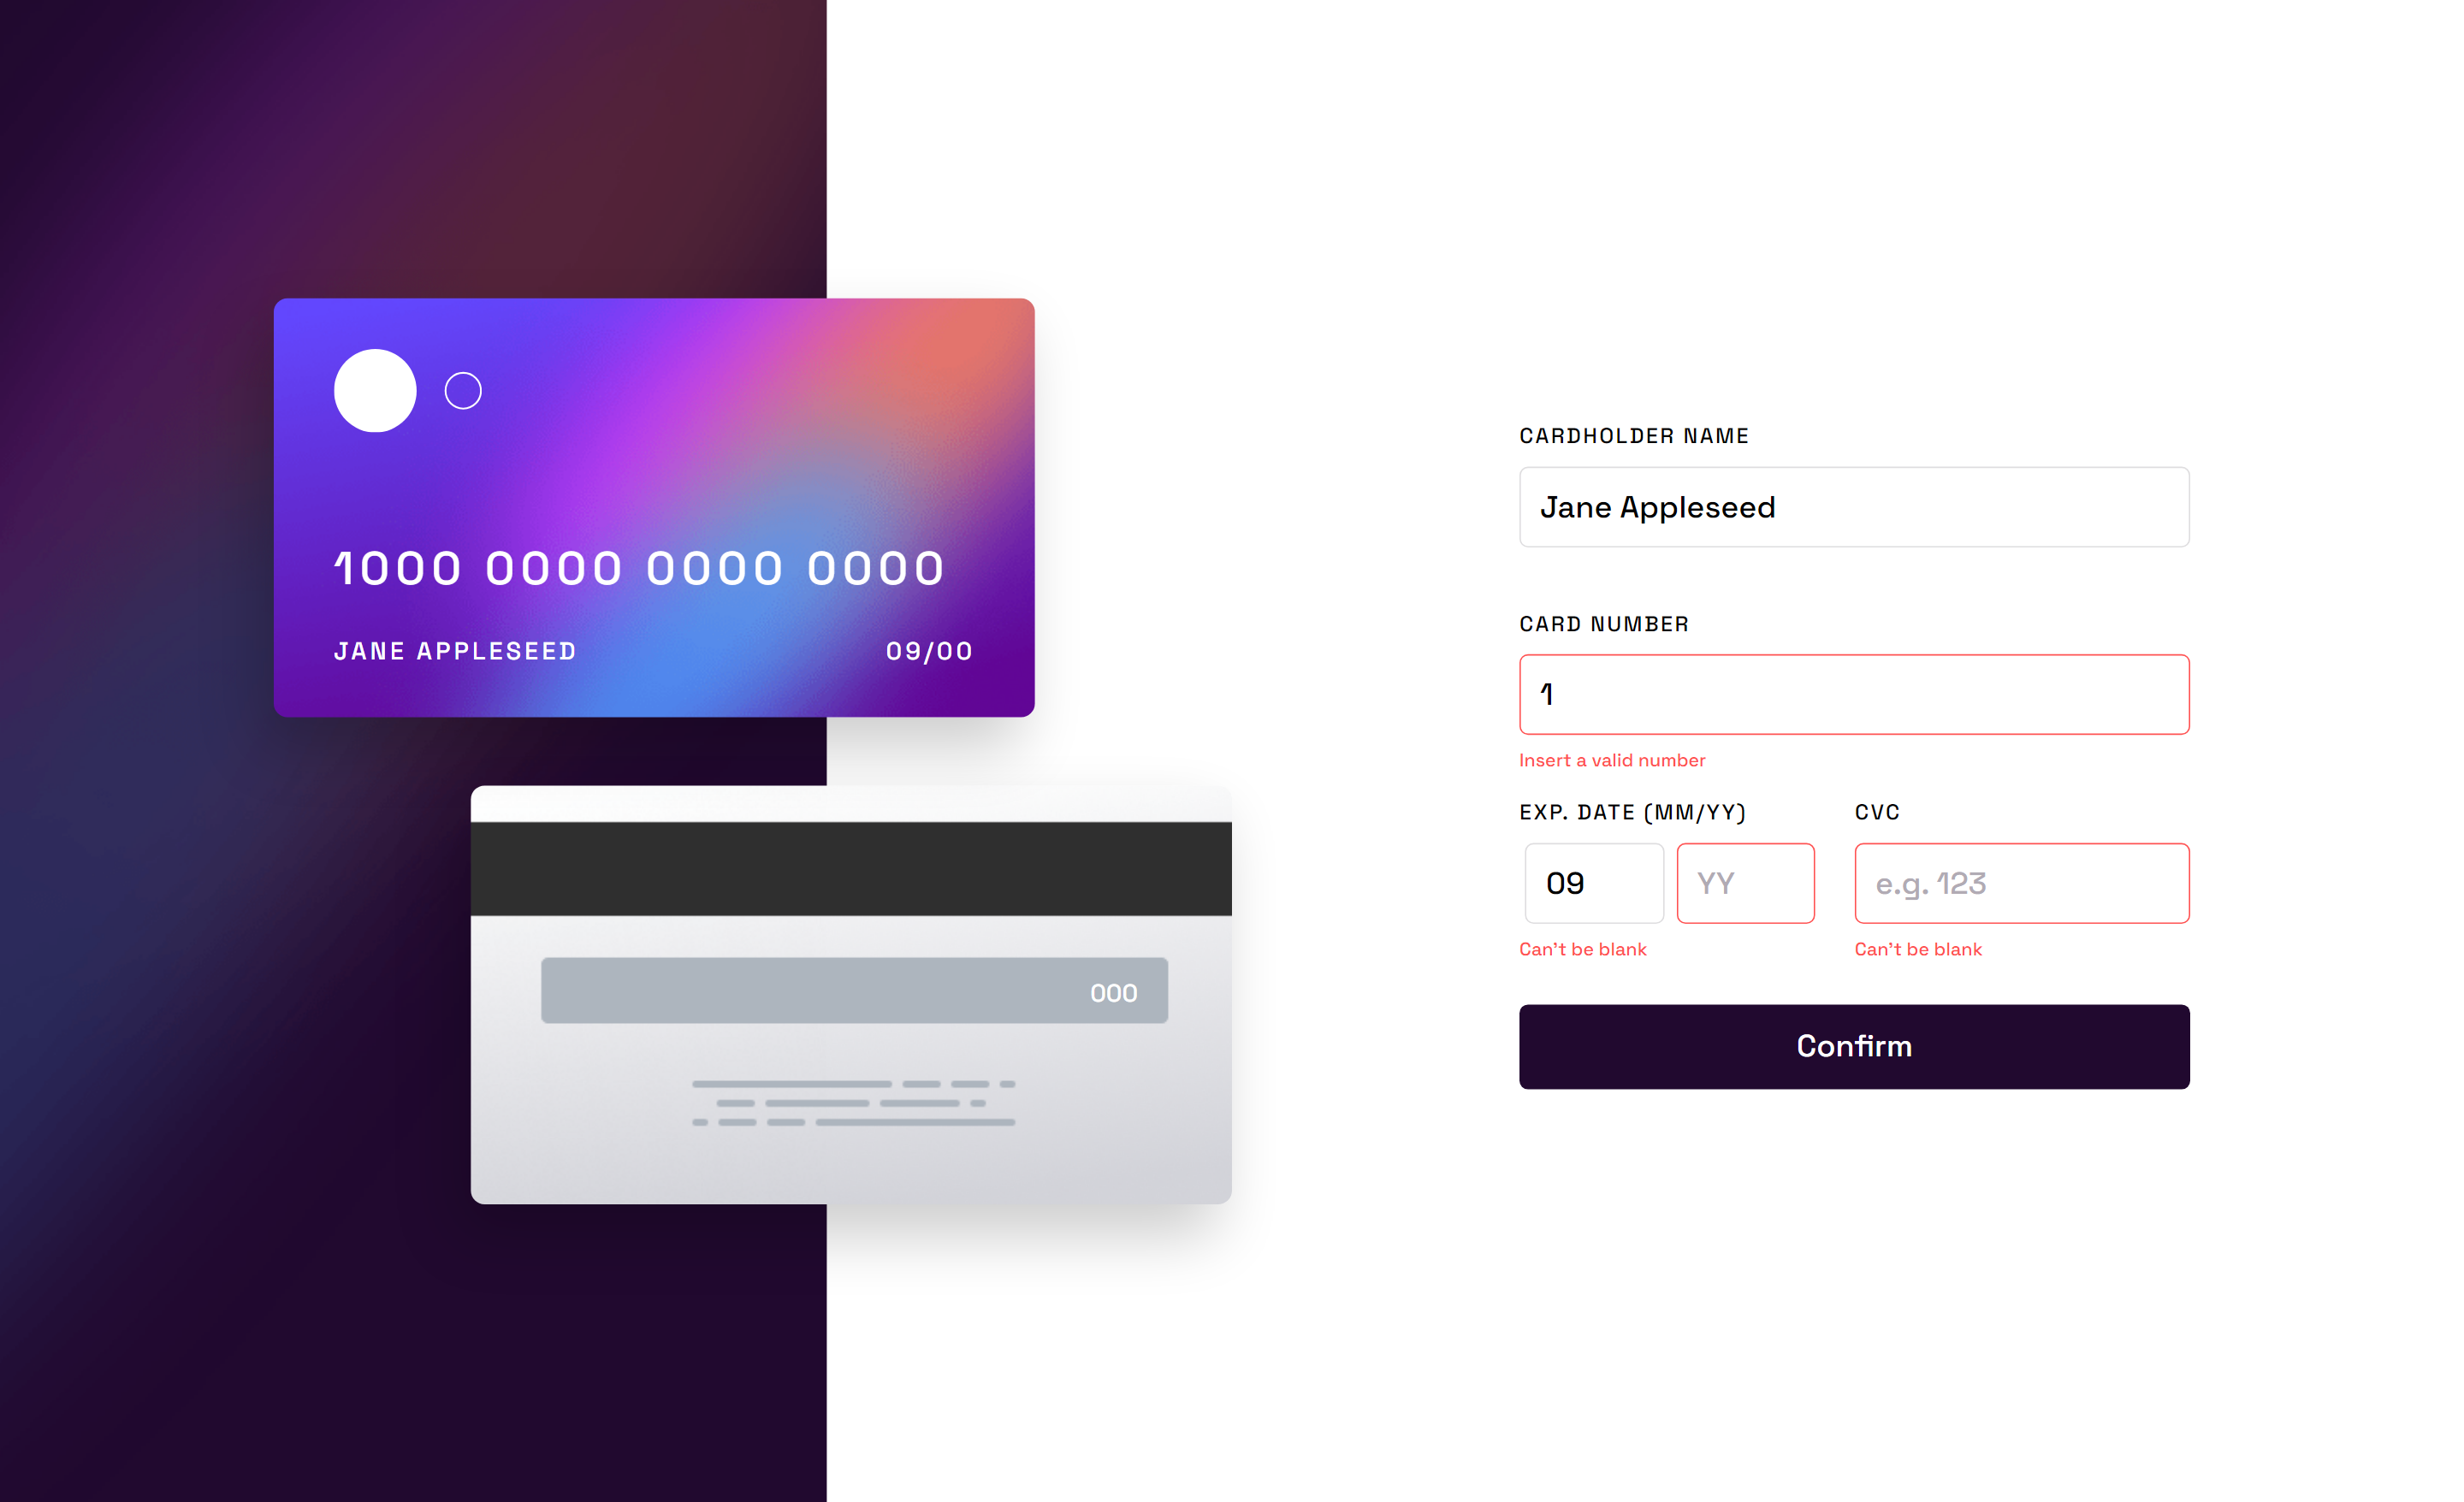 1000 0000 0000 0000
JANE APPLESEED 09/00
000
CARDHOLDER NAME
Jane Appleseed
CARD NUMBER
1
Insert a valid number
EXP. DATE (MM/YY) CVC
09 YY e.g. 123
Can't be blank Can't be blank
Confirm